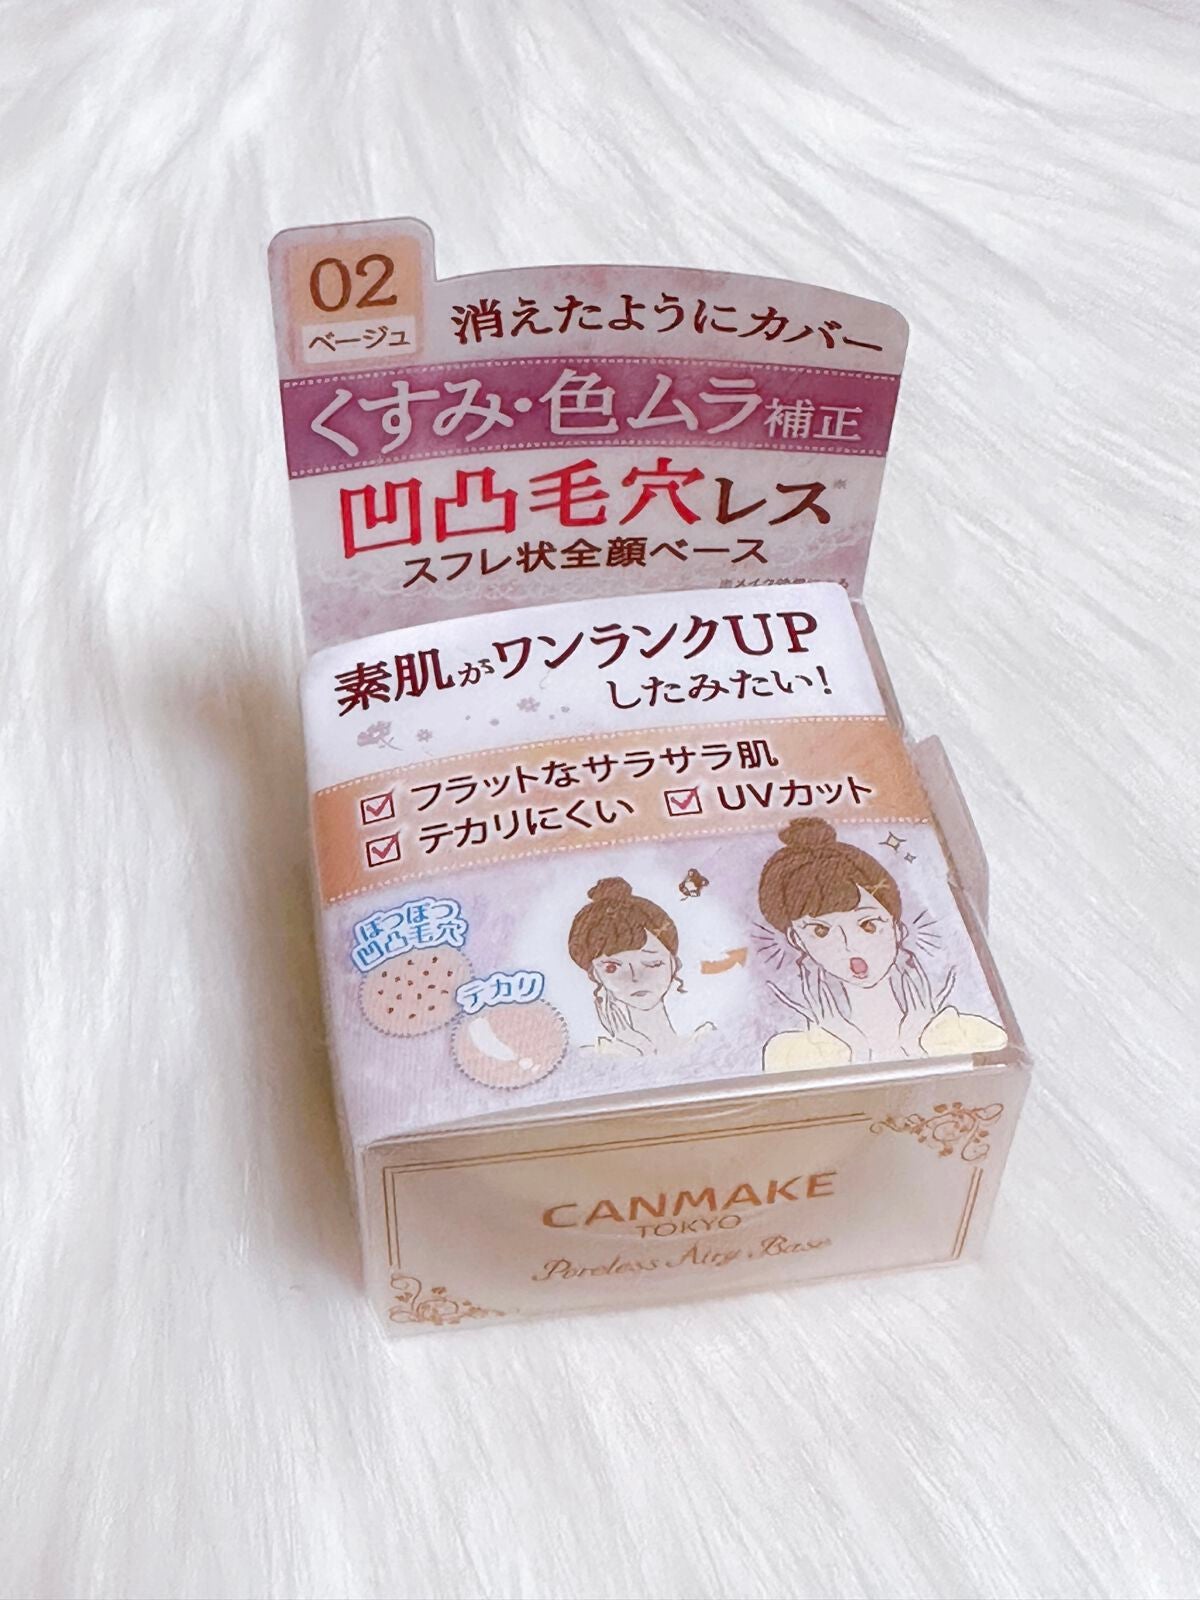 02
ベージュ
消えたようにカバー
くすみ・色ムラ補正
凹凸毛穴レス※
スフレ状全顔ベース
素肌がワンランクUP
したみたい!
フラットなサラサラ肌
テカリにくい
UVカット
ぽつぽつ
凹凸毛穴
テカリ
CANMAKE
TOKYO
Poreless Airy Base